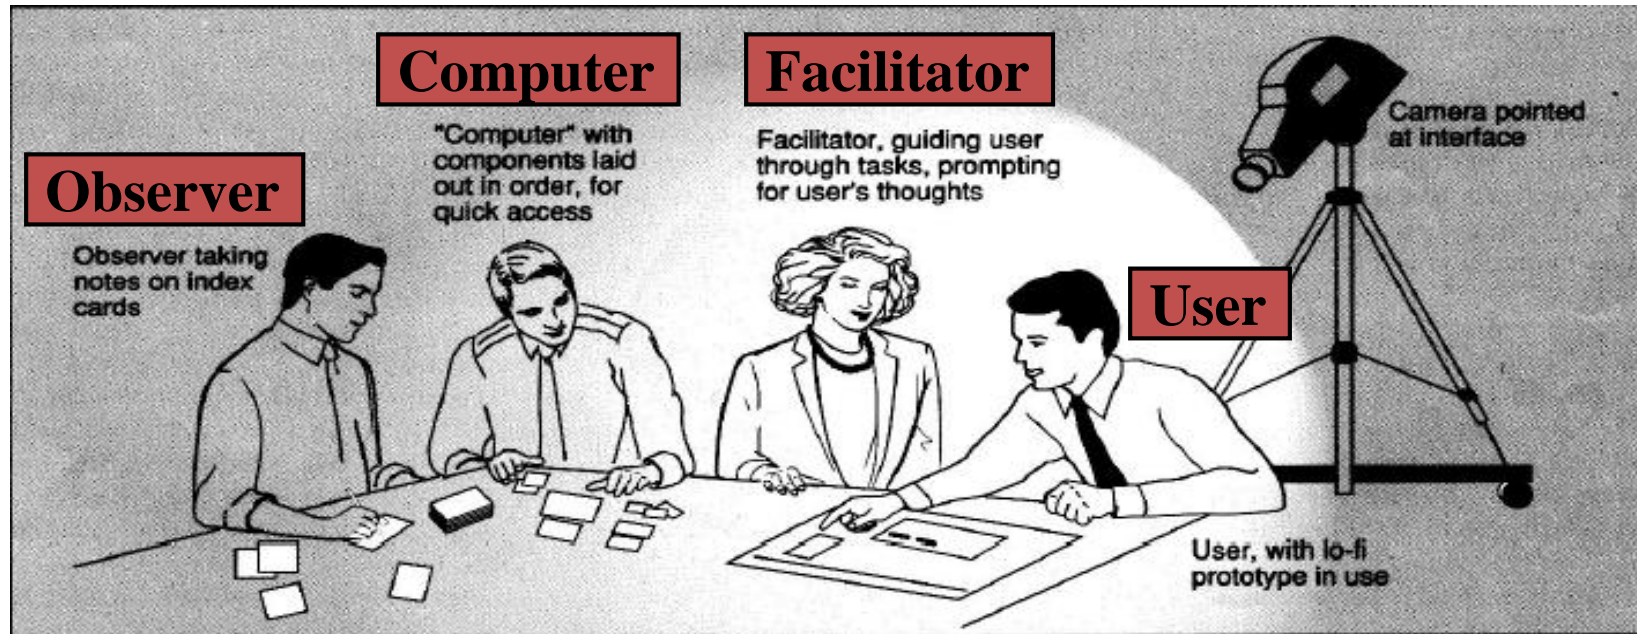 Observer
Observer taking
notes on index
cards
Computer
"Computer" with
components laid
out in order, for
quick access
Facilitator
Facilitator, guiding user
through tasks, prompting
for user's thoughts
User
User, with lo-fi
prototype in use
Camera pointed
at interface